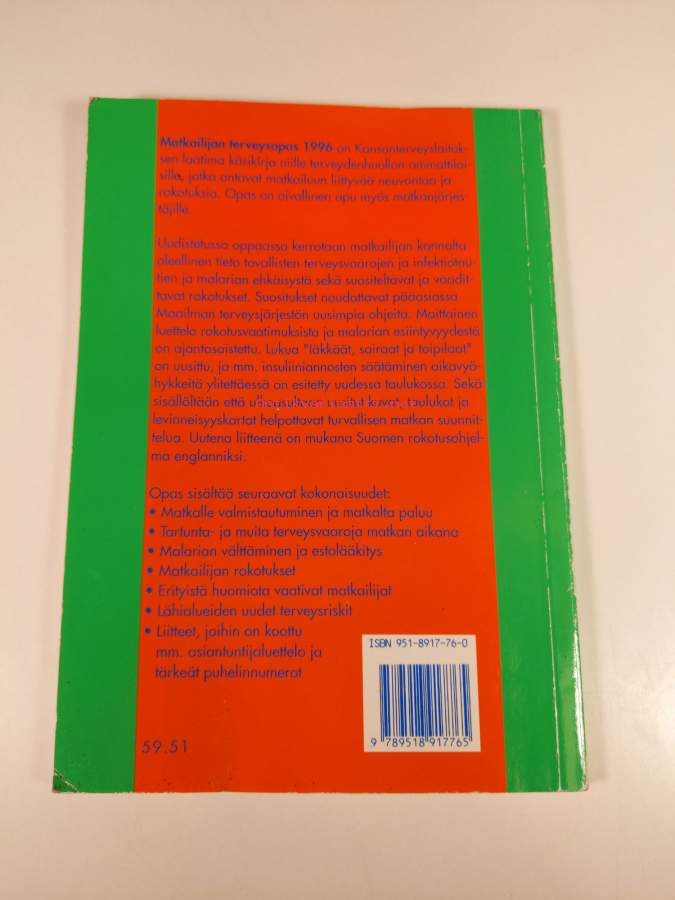 Matkailijan terveysopas 1996 on Kansanterveyslaitok-
sen laatima käsikirja niille terveydenhuollon ammattilai-
sille, jotka antavat matkailuun liittyvää neuvontaa ja
rokotuksia. Opas on oivallinen apu myös matkanjärjes-
täjille.
Uudistetussa oppaassa kerrotaan matkailijan kannalta
oleellinen tieto tavallisten terveysvaarojen ja infektiotau-
tien ja malarian ehkäisystä sekä suositeltavat ja vaadit-
tavat rokotukset. Suositukset noudattavat pääasiassa
Maailman terveysjärjestön uusimpia ohjeita. Maittainen
luettelo rokotusvaatimuksista ja malarian esiintyvyydestä
on ajantasaistettu. Lukua "Iäkkäät, sairaat ja toipilaat"
on uusittu, ja mm. insuliiniannosten säätäminen aikavyö-
hykkeitä ylitettäessä on esitetty uudessa taulukossa. Sekä
sisällöltään että ulkoasultaan uusitut kuvat, taulukot ja
levinneisyyskartat helpottavat turvallisen matkan suunnit-
telua. Uutena liitteenä on mukana Suomen rokotusohjel-
ma englanniksi.
Opas sisältää seuraavat kokonaisuudet:
• Matkalle valmistautuminen ja matkalta paluu
• Tartunta- ja muita terveysvaaroja matkan aikana
• Malarian välttäminen ja estolääkitys
• Matkailijan rokotukset
• Erityistä huomiota vaativat matkailijat
• Lähialueiden uudet terveysriskit
• Liitteet, joihin on koottu
mm. asiantuntijaluettelo ja
tärkeät puhelinnumerot
ISBN 951-8917-76-0
9 789518 917765
59.51